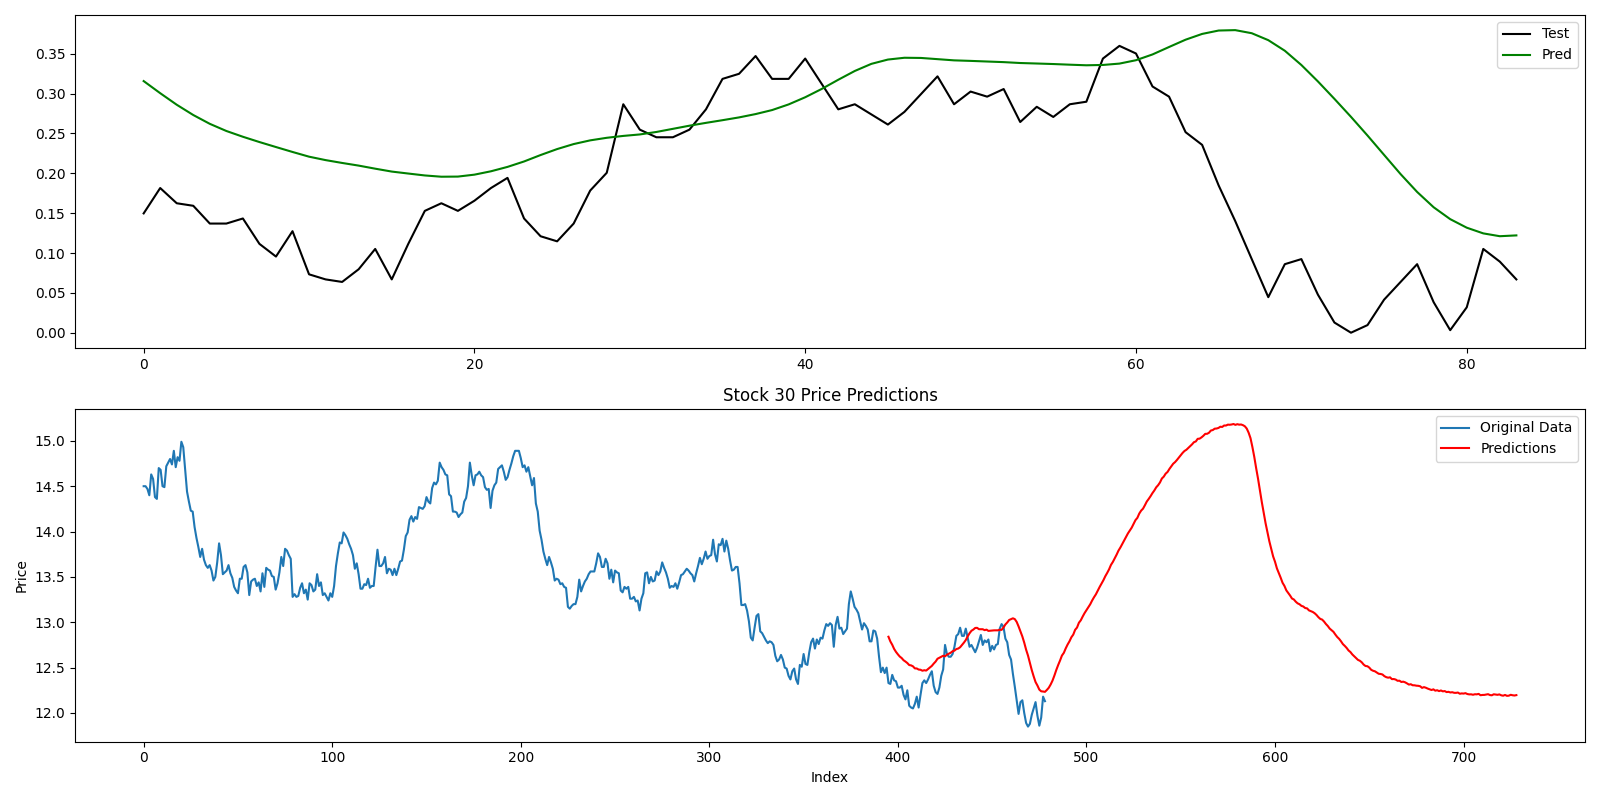 0.35
0.30
0.25
0.20
0.15
0.10
0.05
0.00
Test
Pred
0 20 40 60 80
Stock 30 Price Predictions
Price
15.0
14.5
14.0
13.5
13.0
12.5
12.0
Original Data
Predictions
0 100 200 300 400 500 600 700
Index